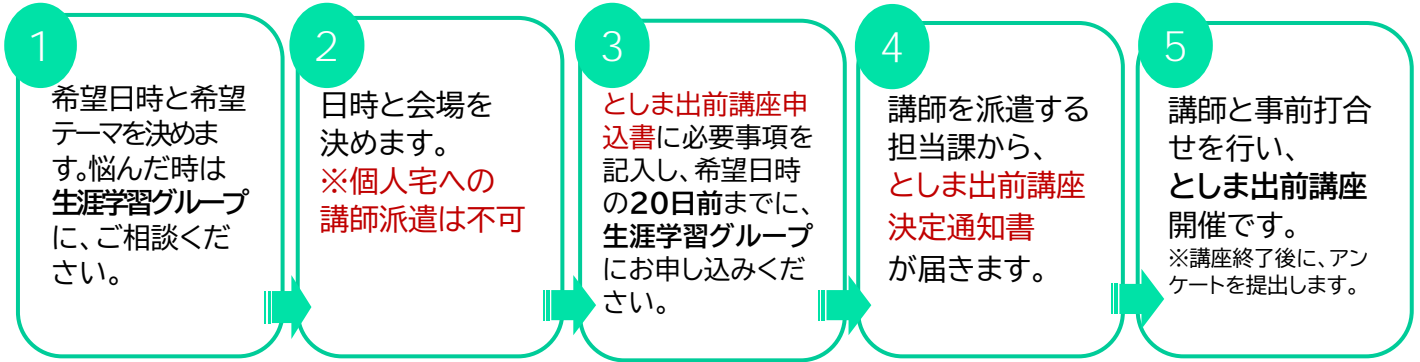 1
希望日時と希望
テーマを決めま
す。悩んだ時は
生涯学習グループ
に、ご相談くだ
さい。
2
日時と会場を
決めます。
※個人宅への
講師派遣は不可
3
としま出前講座申
込書に必要事項を
記入し、希望日時
の20日前までに、
生涯学習グループ
にお申し込みくだ
さい。
4
講師を派遣する
担当課から、
としま出前講座
決定通知書
が届きます。
5
講師と事前打合
せを行い、
としま出前講座
開催です。
※講座終了後に、アン
ケートを提出します。